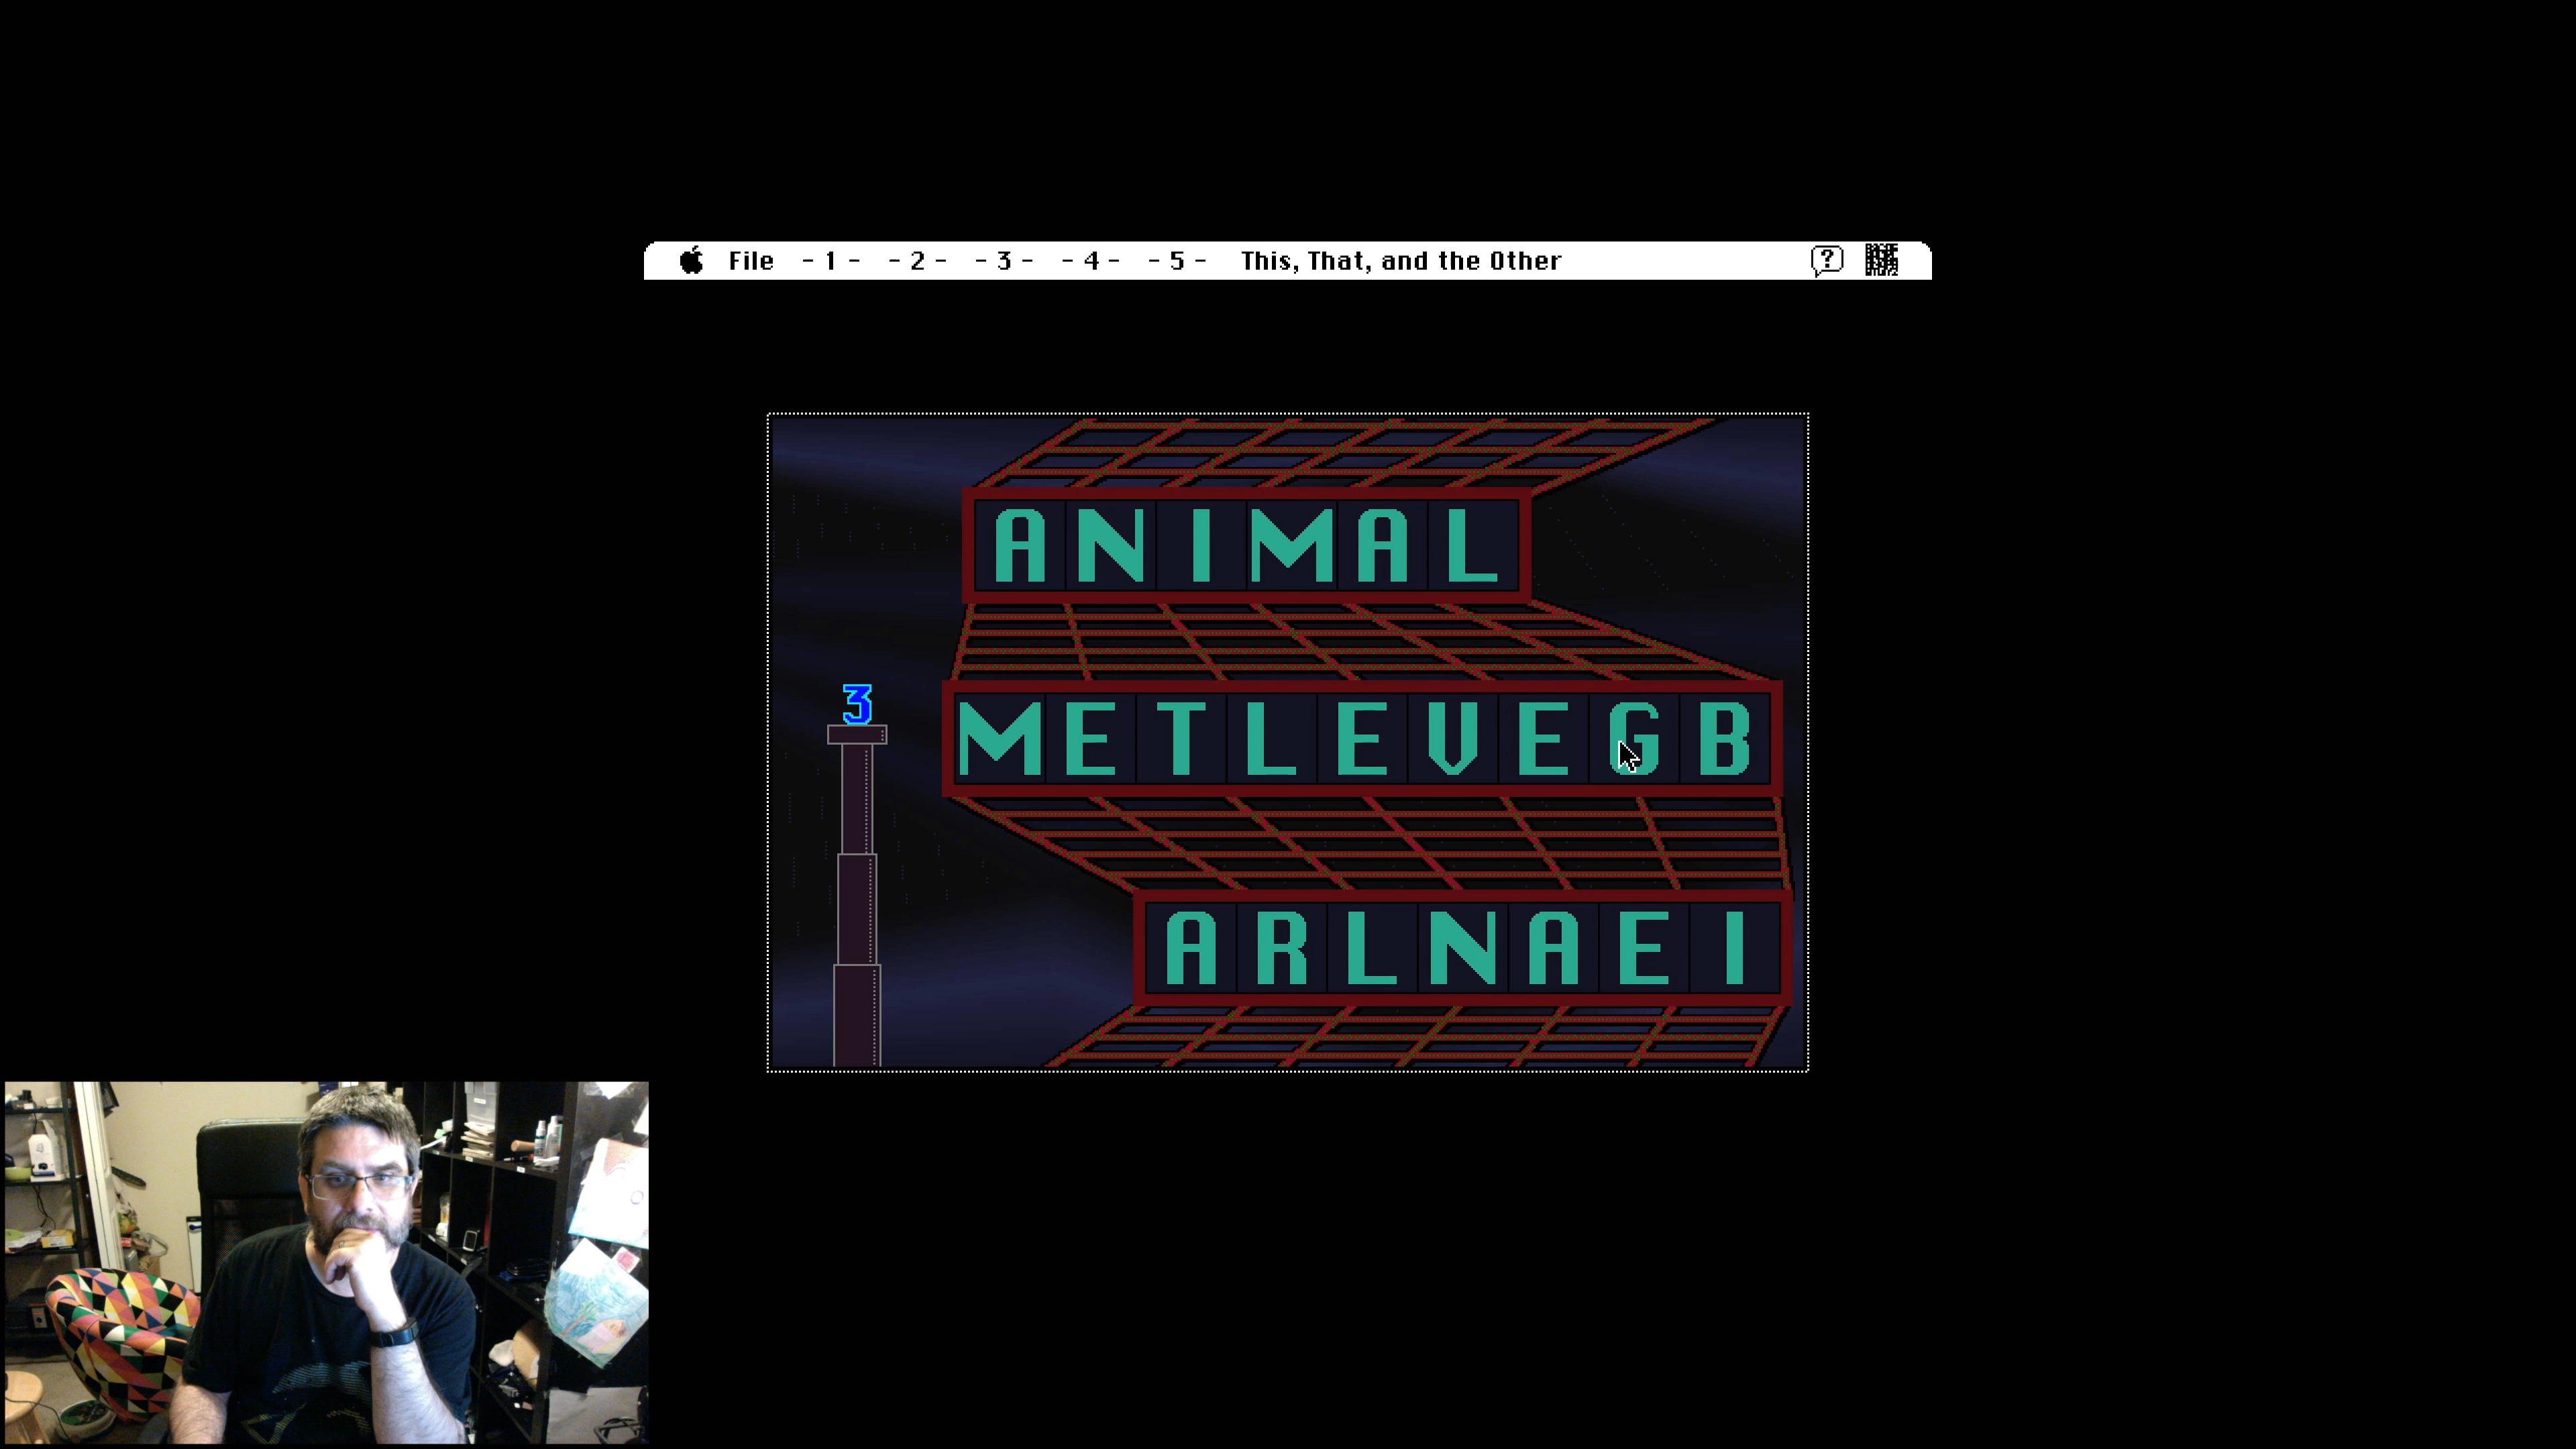 File -1- -2- -3- -4- -5- This, That, and the Other
ANIMAL
3
METLEVEGB
ARLNAEI